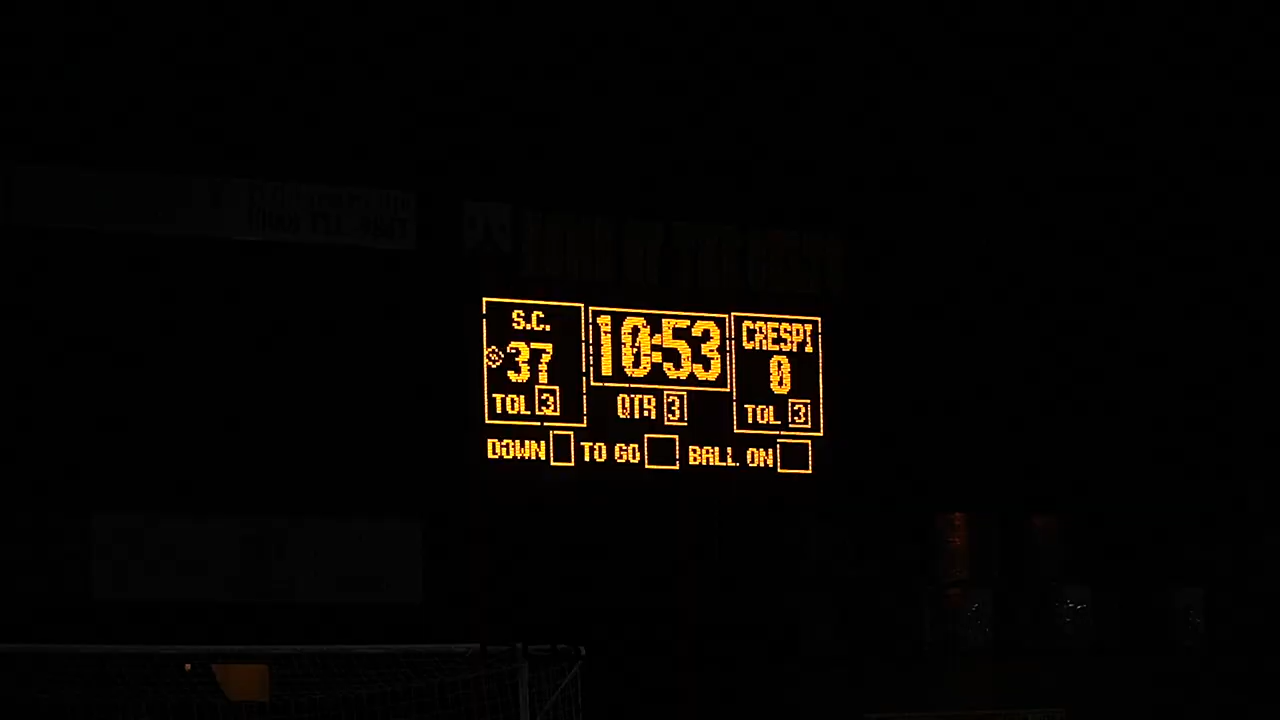 S.C.
37
TOL 3
10:53
QTR 3
CRESPI
0
TOL 3
DOWN TO GO BALL ON